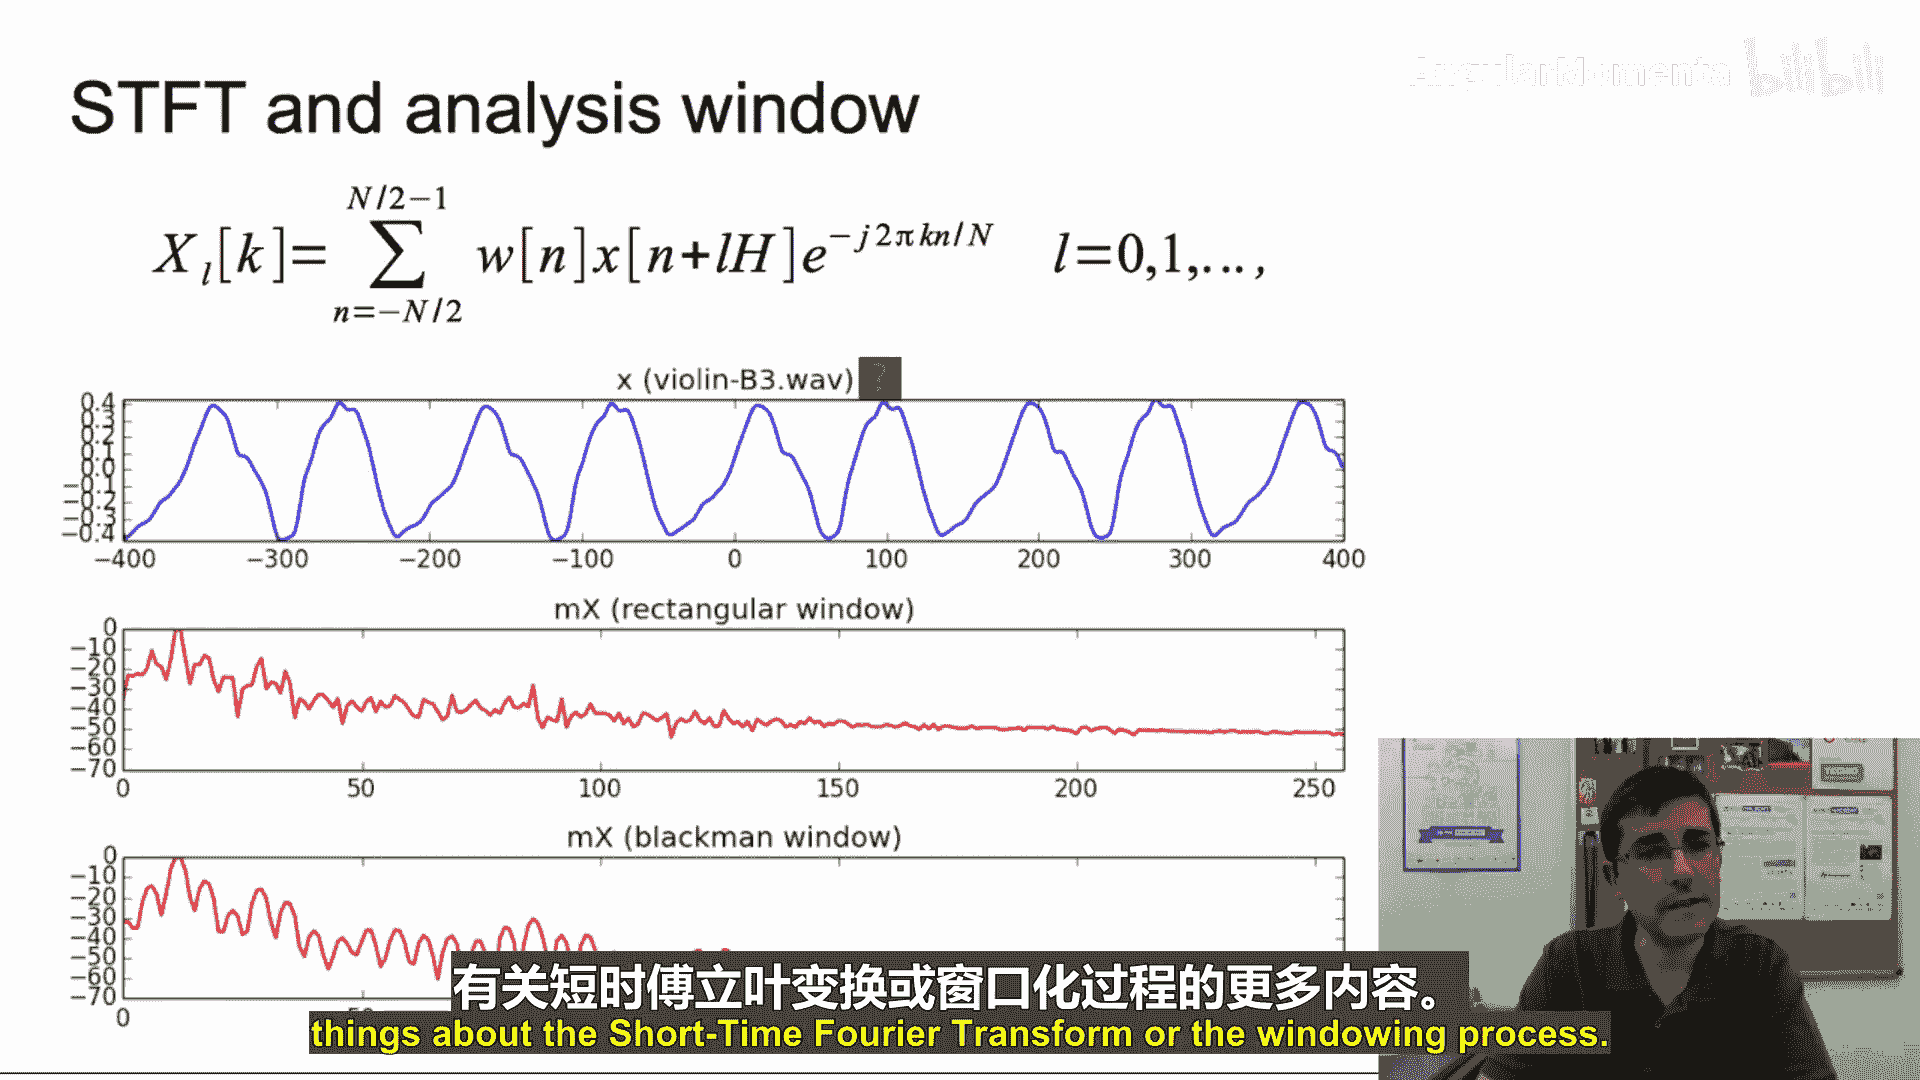 AngularMomenta bilibili
STFT and analysis window
X_l[k]=∑_{n=−N/2}^{N/2−1} w[n]x[n+lH]e^{−j2πkn/N}   l=0,1,...,
x (violin-B3.wav) ?
0.4
0.3
0.2
0.1
0.0
−0.1
−0.2
−0.3
−0.4
−400 −300 −200 −100 0 100 200 300 400
mX (rectangular window)
0
−10
−20
−30
−40
−50
−60
−70
0 50 100 150 200 250
mX (blackman window)
0
−10
−20
−30
−40
−50
−60
−70
0
有关短时傅立叶变换或窗口化过程的更多内容。
things about the Short-Time Fourier Transform or the windowing process.